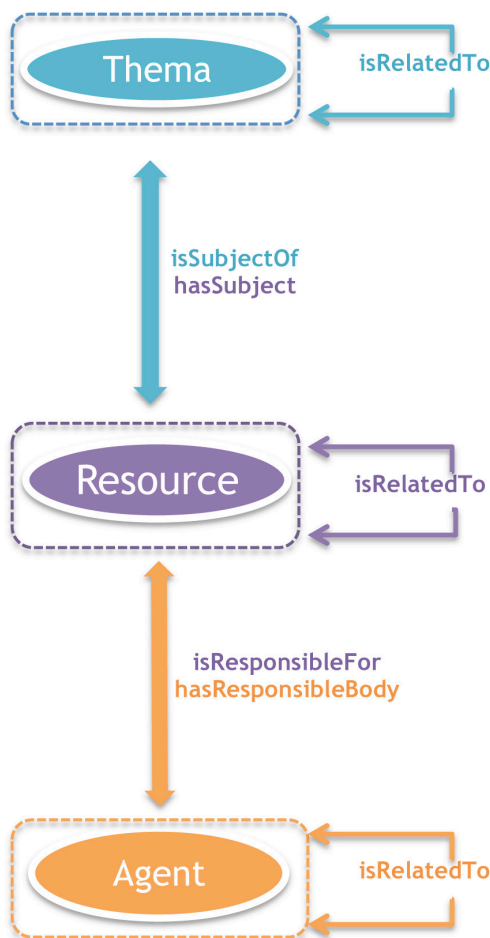 Thema
isRelatedTo
isSubjectOf
hasSubject
Resource
isRelatedTo
isResponsibleFor
hasResponsibleBody
Agent
isRelatedTo